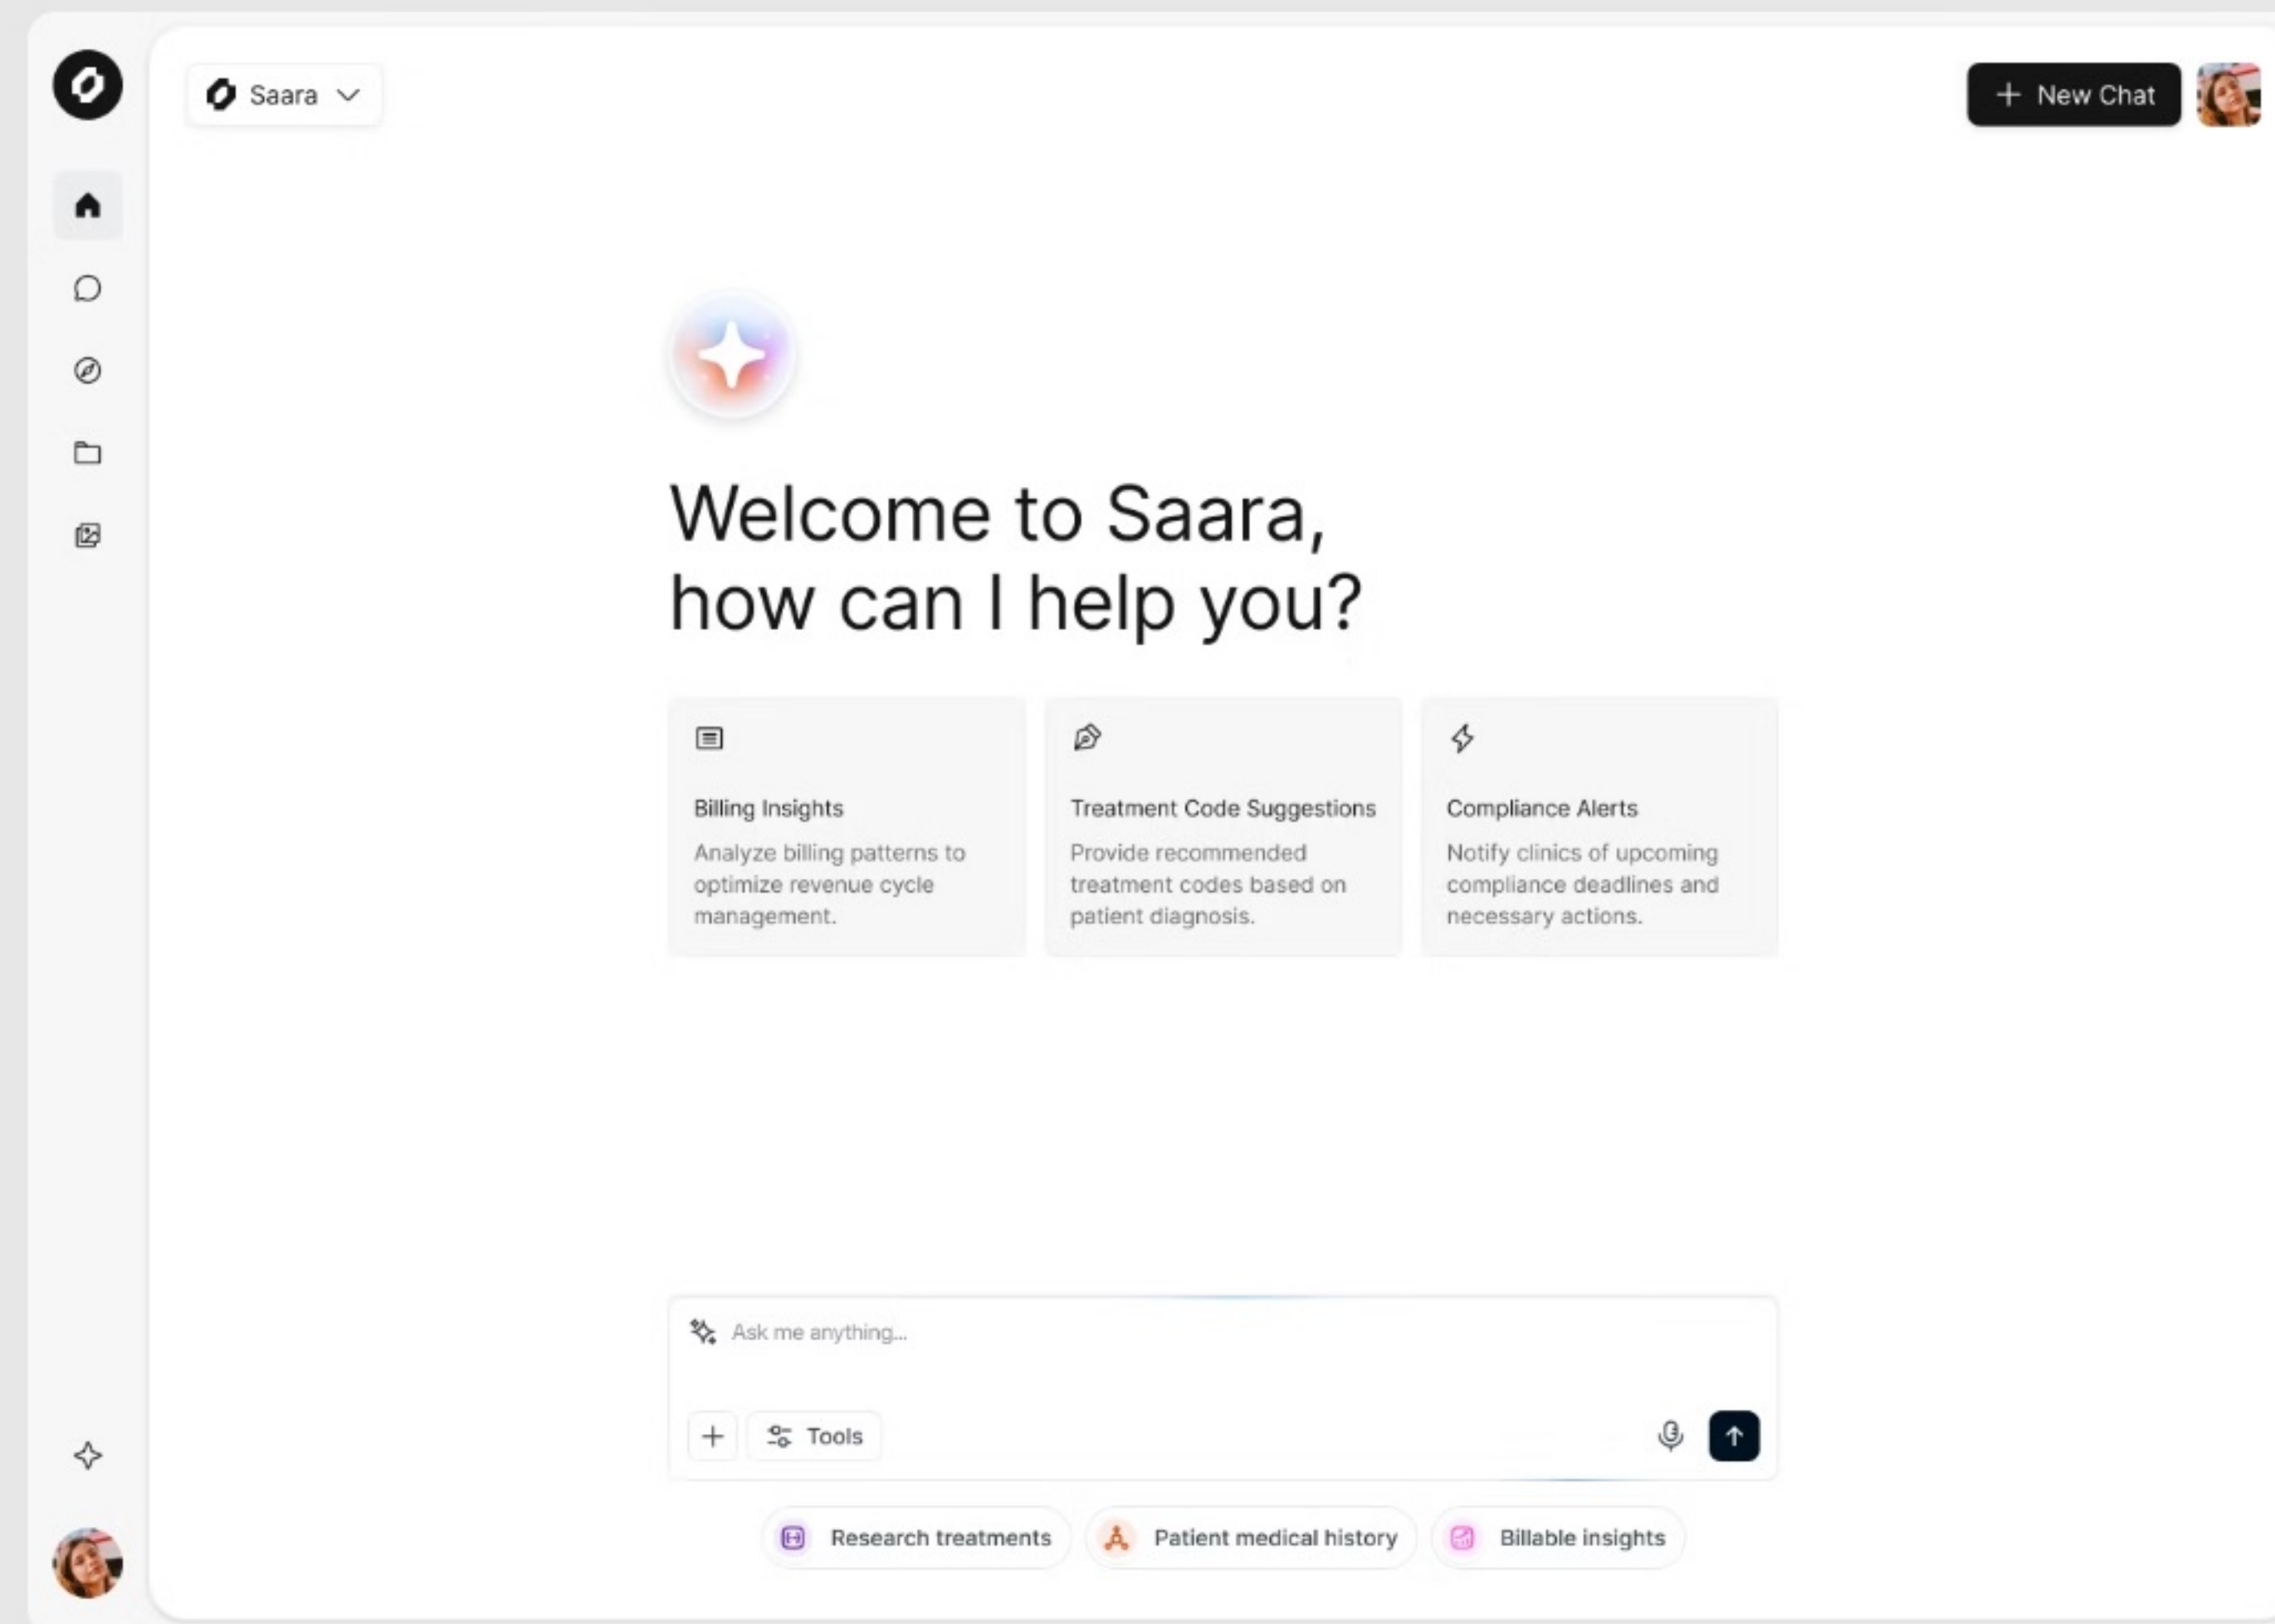 Saara
+ New Chat
Welcome to Saara,
how can I help you?
Billing Insights
Analyze billing patterns to
optimize revenue cycle
management.
Treatment Code Suggestions
Provide recommended
treatment codes based on
patient diagnosis.
Compliance Alerts
Notify clinics of upcoming
compliance deadlines and
necessary actions.
Ask me anything...
Tools
Research treatments
Patient medical history
Billable insights